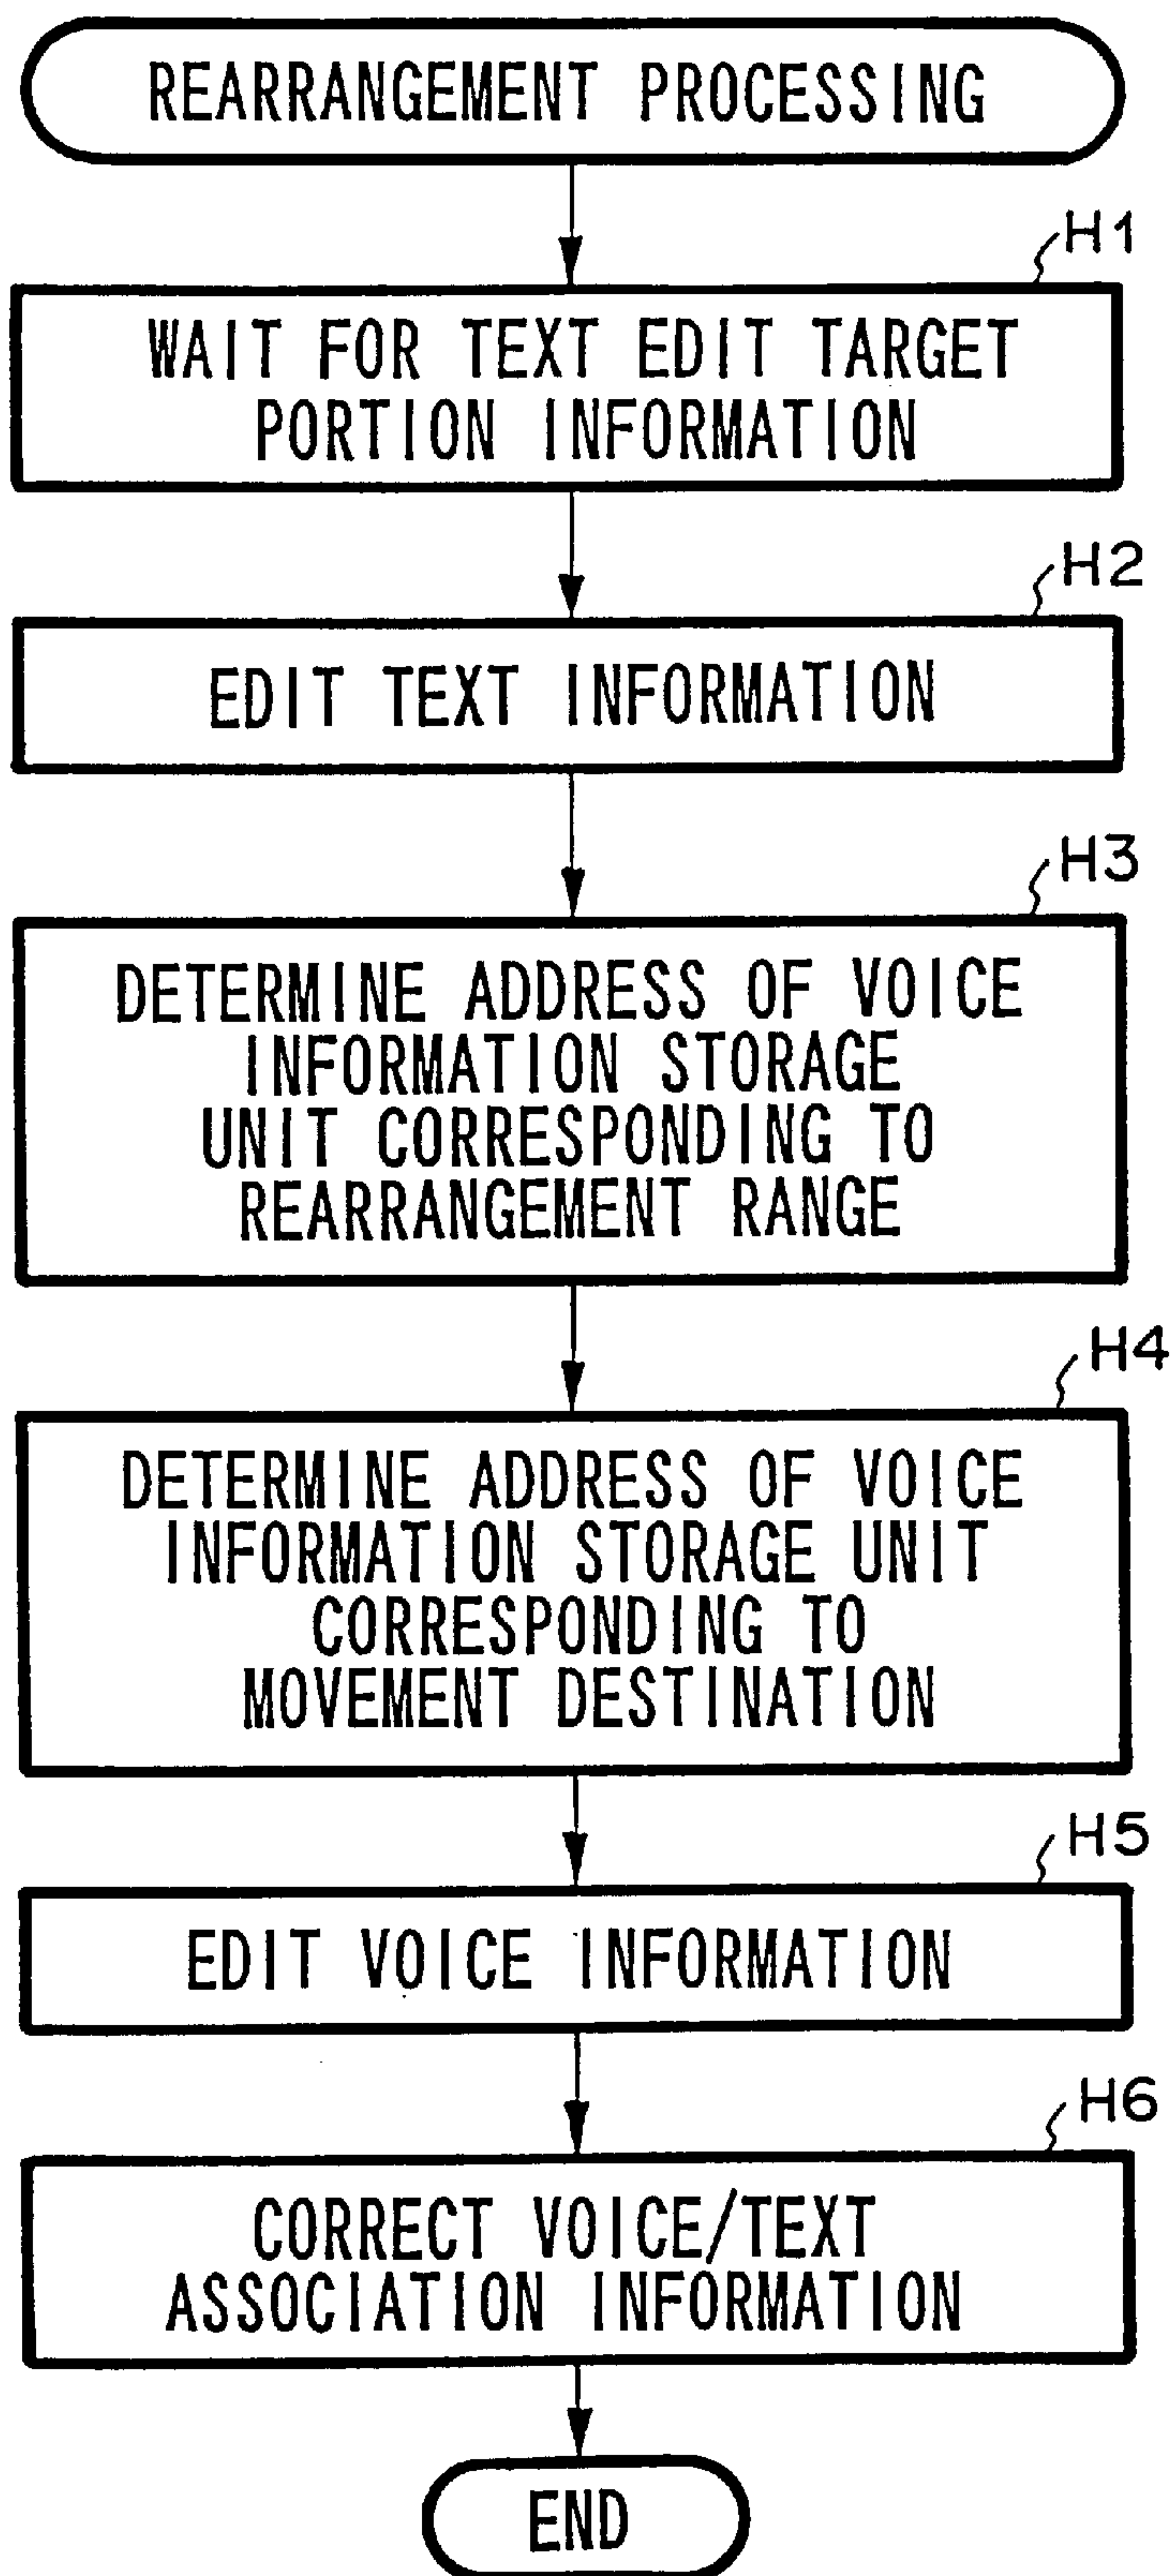 REARRANGEMENT PROCESSING
H1
WAIT FOR TEXT EDIT TARGET
PORTION INFORMATION
H2
EDIT TEXT INFORMATION
H3
DETERMINE ADDRESS OF VOICE
INFORMATION STORAGE
UNIT CORRESPONDING TO
REARRANGEMENT RANGE
H4
DETERMINE ADDRESS OF VOICE
INFORMATION STORAGE UNIT
CORRESPONDING TO
MOVEMENT DESTINATION
H5
EDIT VOICE INFORMATION
H6
CORRECT VOICE/TEXT
ASSOCIATION INFORMATION
END